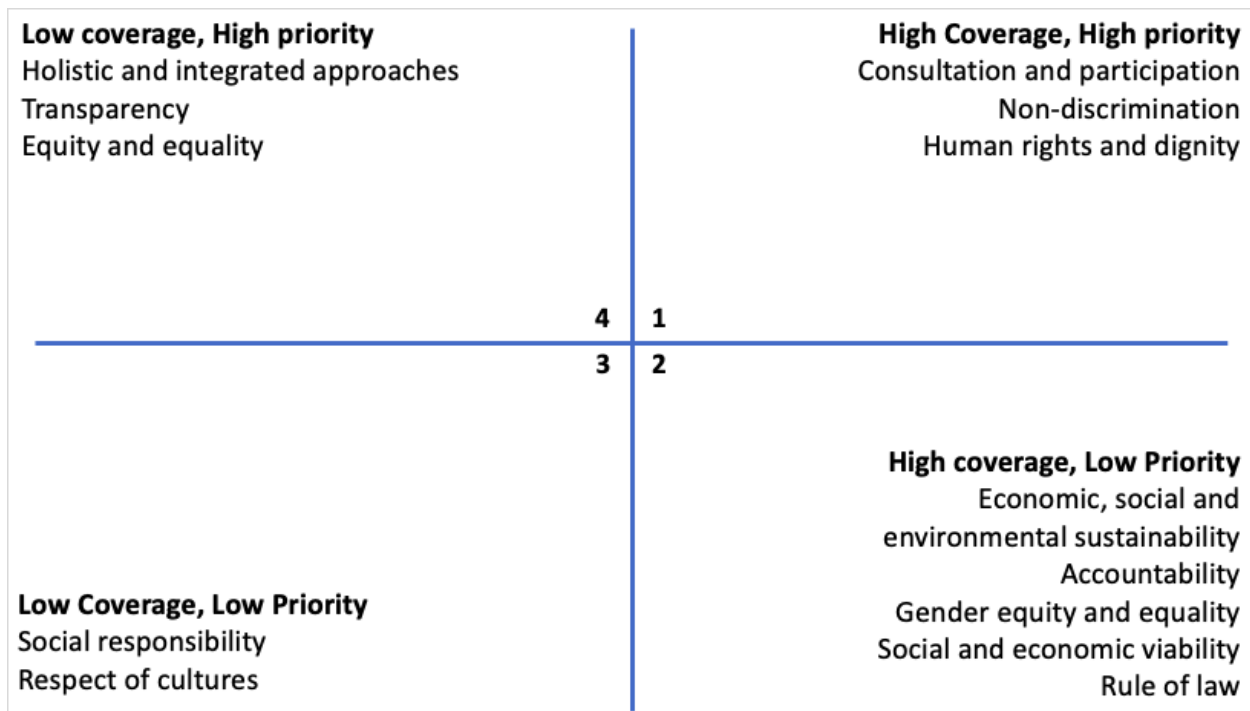 Low coverage, High priority
Holistic and integrated approaches
Transparency
Equity and equality
High Coverage, High priority
Consultation and participation
Non-discrimination
Human rights and dignity
4 1
3 2
Low Coverage, Low Priority
Social responsibility
Respect of cultures
High coverage, Low Priority
Economic, social and
environmental sustainability
Accountability
Gender equity and equality
Social and economic viability
Rule of law